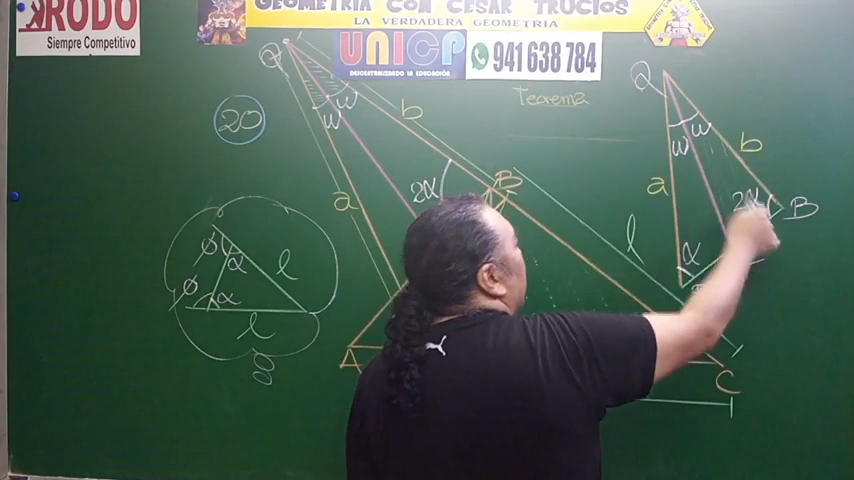 RODO
Siempre Competitivo
GEOMETRIA CON CESAR TRUCIOS
LA VERDADERA GEOMETRIA
UNICP
DESCENTRALIZANDO LA EDUCACIÓN
941 638 784
Teorema
20
Q
ω
ω
b
a
2α
B
l
A
C
ϕ
α
l
ϕ
α
l
Q
ω
ω
b
a
2α
B
α